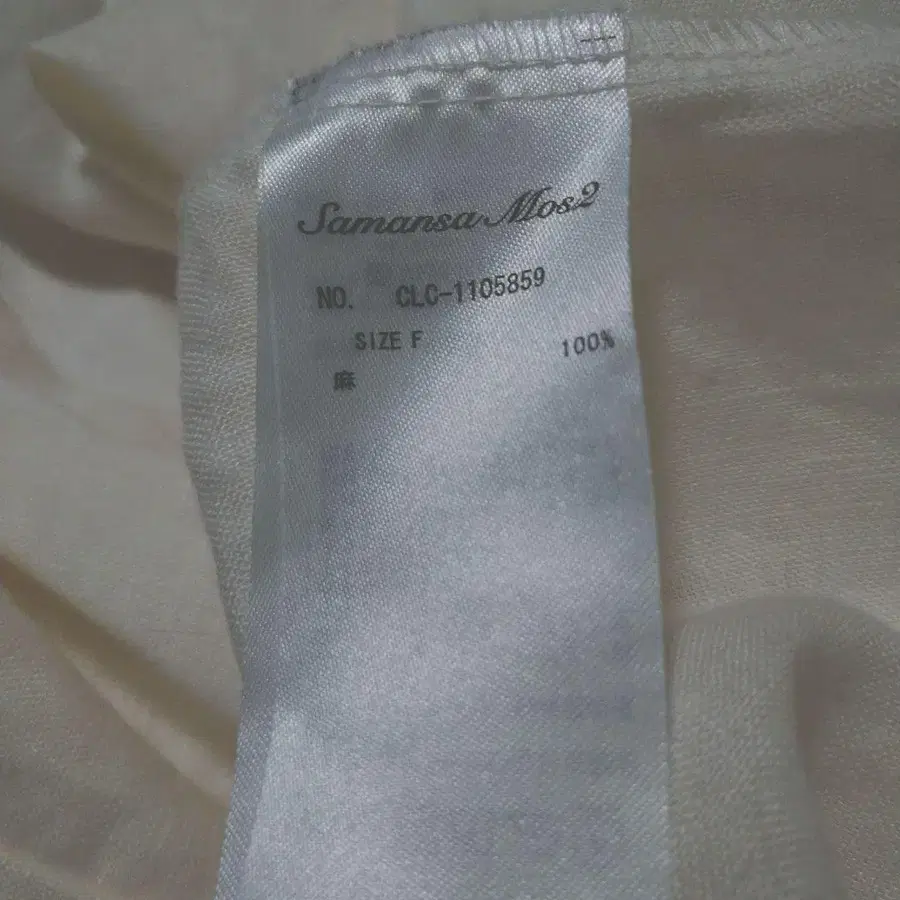 Samansa Mos2
NO. CLC-1105859
SIZE F
100%
麻